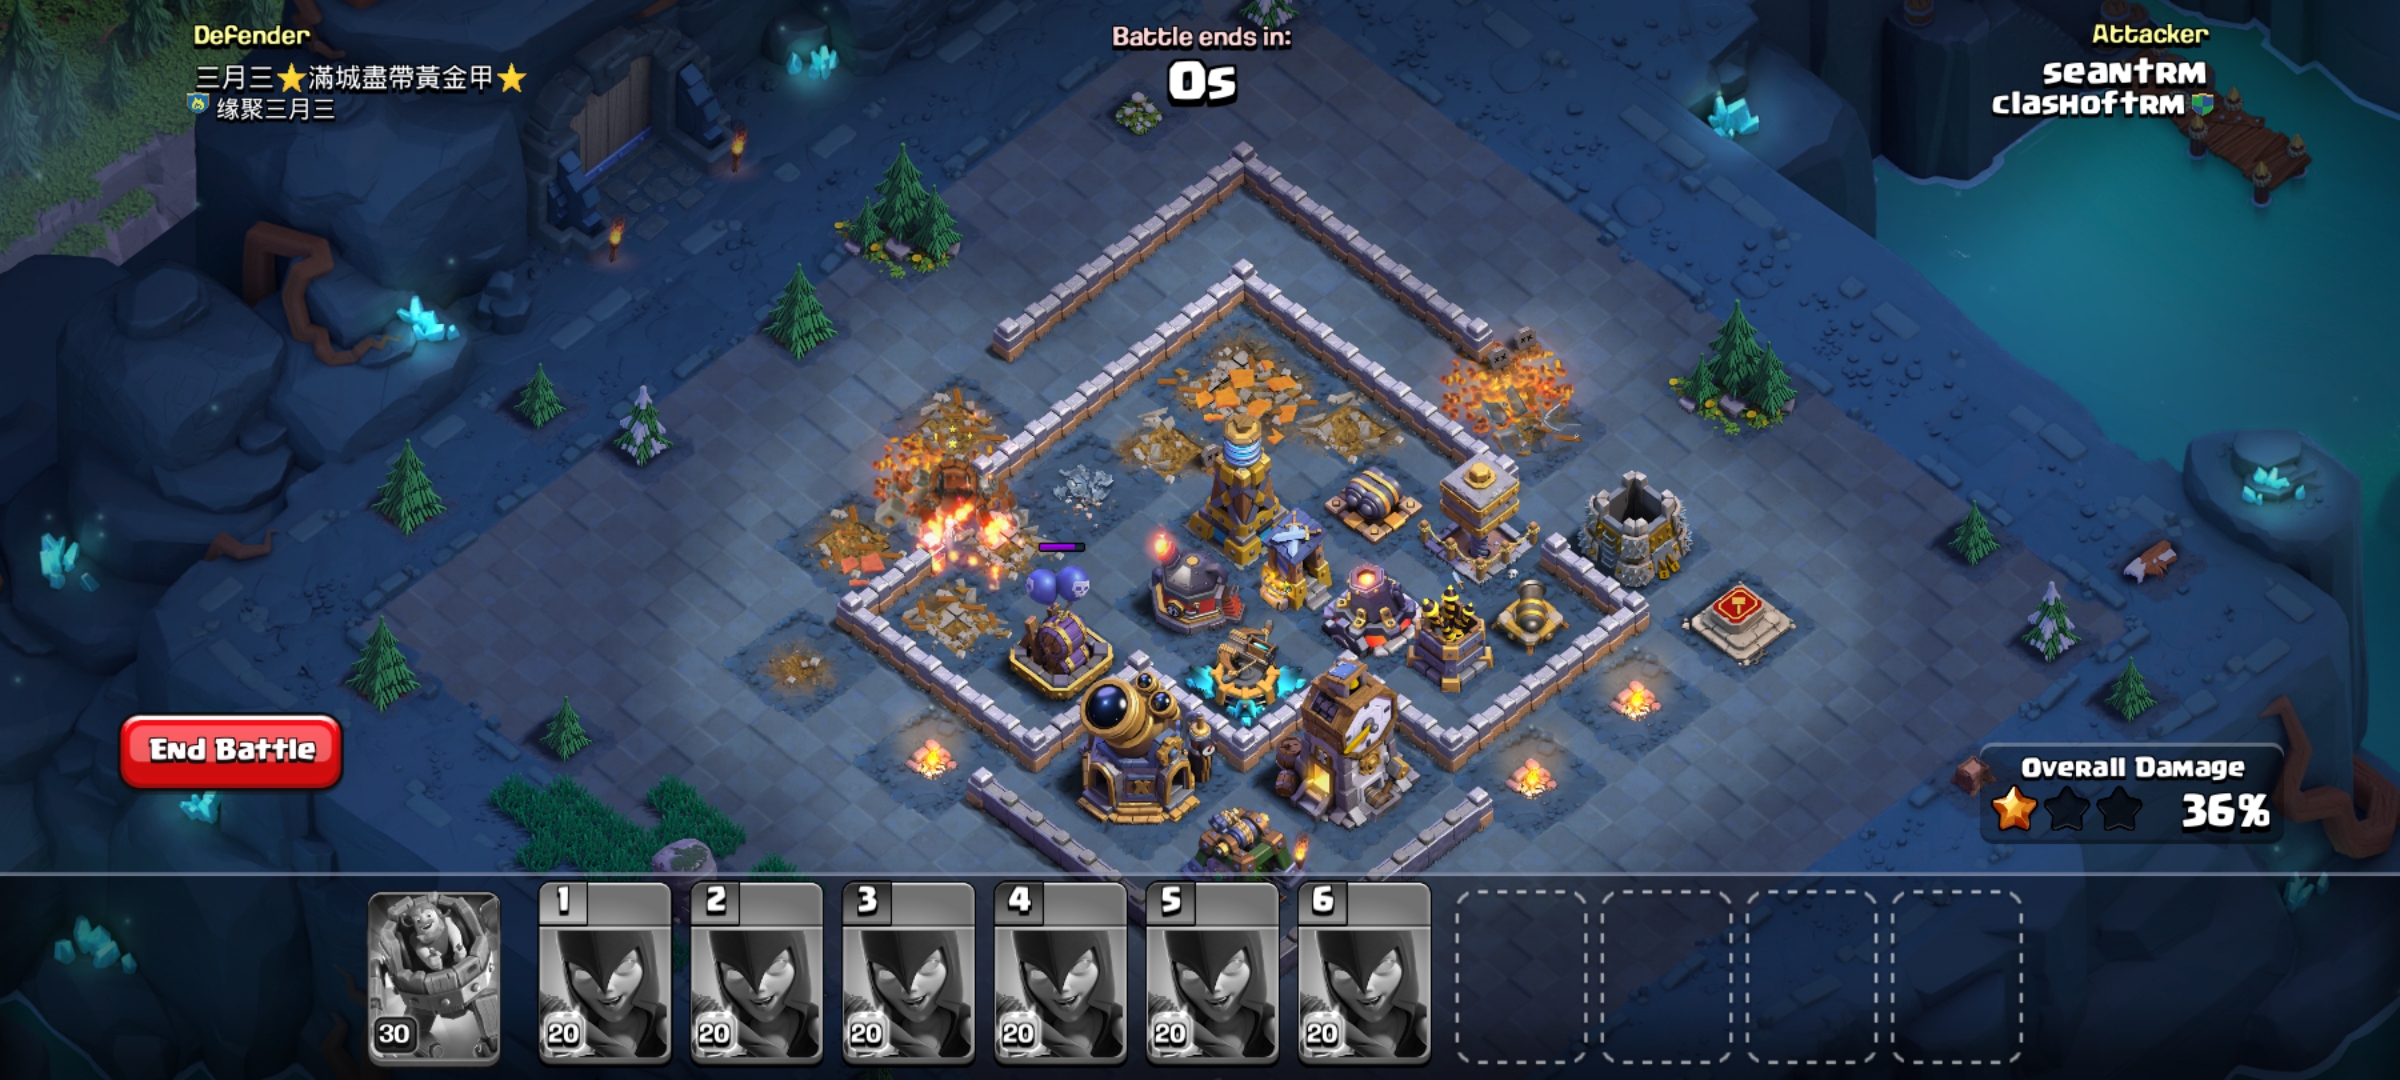 Defender
三月三⭐滿城盡帶黃金甲⭐
缘聚三月三
Battle ends in:
0s
Attacker
seantRM
clashoftRM
End Battle
Overall Damage
36%
1
2
3
4
5
6
30
20
20
20
20
20
20